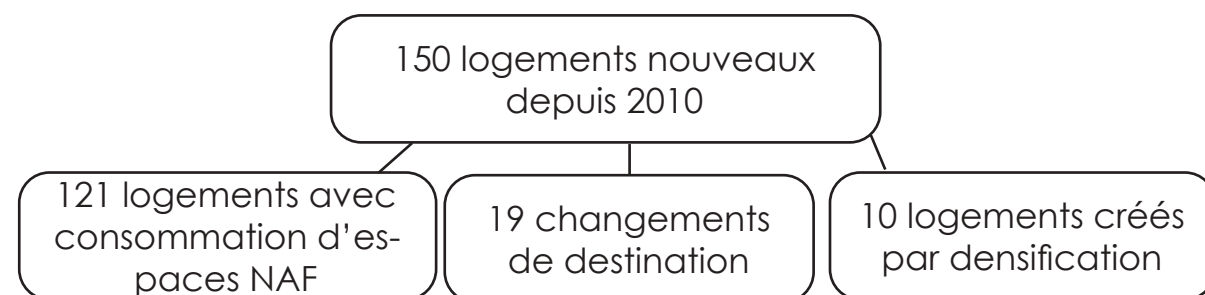 150 logements nouveaux
depuis 2010
121 logements avec
consommation d'es-
paces NAF
19 changements
de destination
10 logements créés
par densification